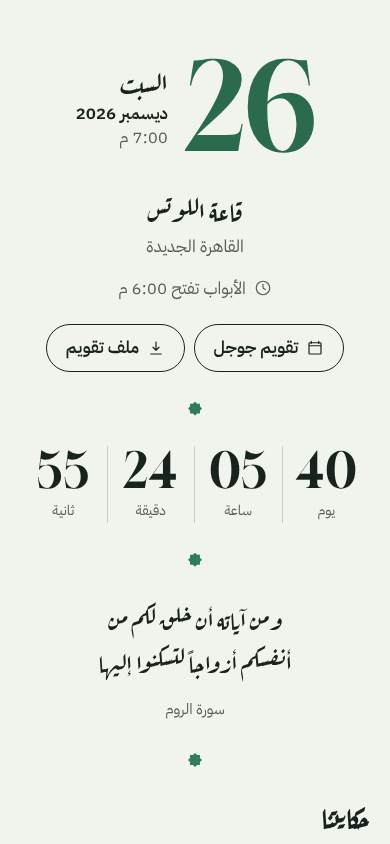 26
السبت
ديسمبر 2026
7:00 م
قاعة اللوتس
القاهرة الجديدة
الأبواب تفتح 6:00 م
تقويم جوجل
ملف تقويم
40 05 24 55
يوم ساعة دقيقة ثانية
ومن آياته أن خلق لكم من
أنفسكم أزواجاً لتسكنوا إليها
سورة الروم
حكايتنا